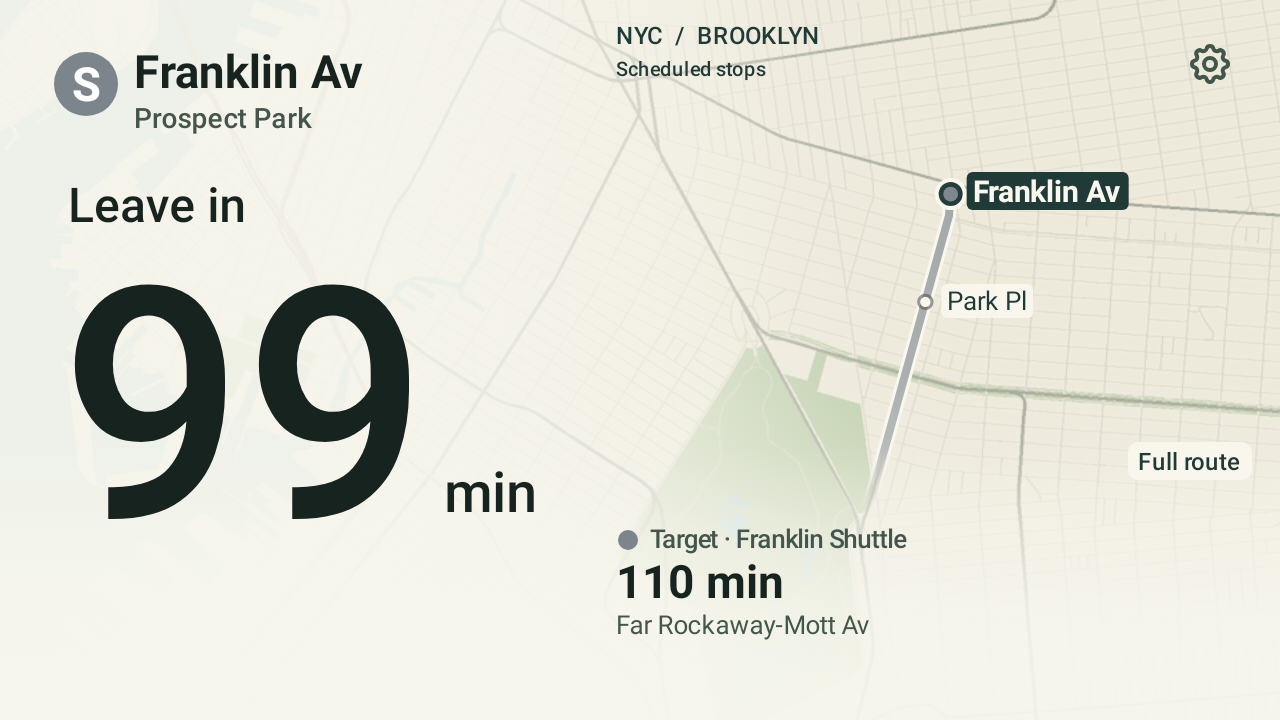 S
Franklin Av
Prospect Park
Leave in
99 min
NYC / BROOKLYN
Scheduled stops
Franklin Av
Park Pl
Full route
Target · Franklin Shuttle
110 min
Far Rockaway-Mott Av